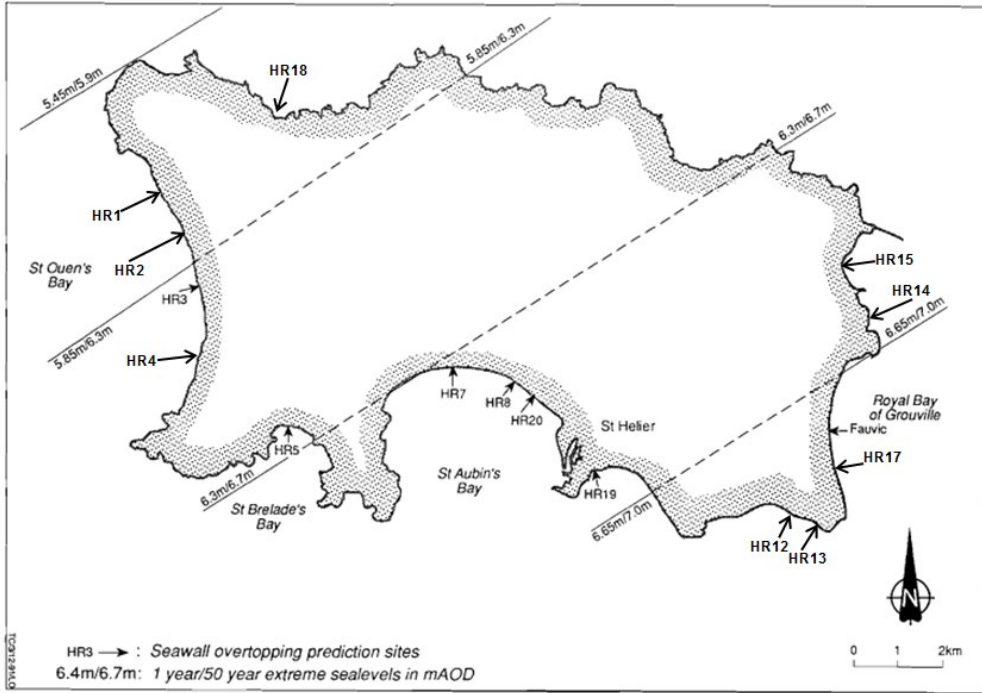 5.45m/5.9m
HR18
5.85m/6.3m
6.3m/6.7m
HR1
HR2
St Ouen's
Bay
HR3
HR4
5.85m/6.3m
HR15
HR14
6.65m/7.0m
HR7
HR8
HR20
Royal Bay
of Grouville
Fauvic
St Helier
HR5
HR17
6.3m/6.7m
St Aubin's
Bay
HR19
St Brelade's
Bay
6.65m/7.0m
HR12
HR13
N
HR3 : Seawall overtopping prediction sites
6.4m/6.7m: 1 year/50 year extreme sealevels in mAOD
0 1 2km